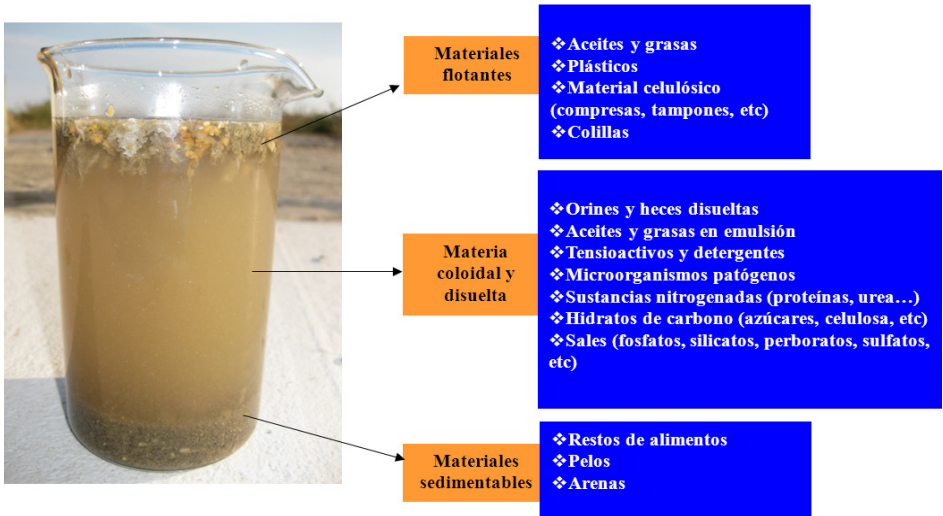 Materiales
flotantes
❖Aceites y grasas
❖Plásticos
❖Material celulósico
(compresas, tampones, etc)
❖Colillas
Materia
coloidal y
disuelta
❖Orines y heces disueltas
❖Aceites y grasas en emulsión
❖Tensioactivos y detergentes
❖Microorganismos patógenos
❖Sustancias nitrogenadas (proteínas, urea…)
❖Hidratos de carbono (azúcares, celulosa, etc)
❖Sales (fosfatos, silicatos, perboratos, sulfatos,
etc)
Materiales
sedimentables
❖Restos de alimentos
❖Pelos
❖Arenas